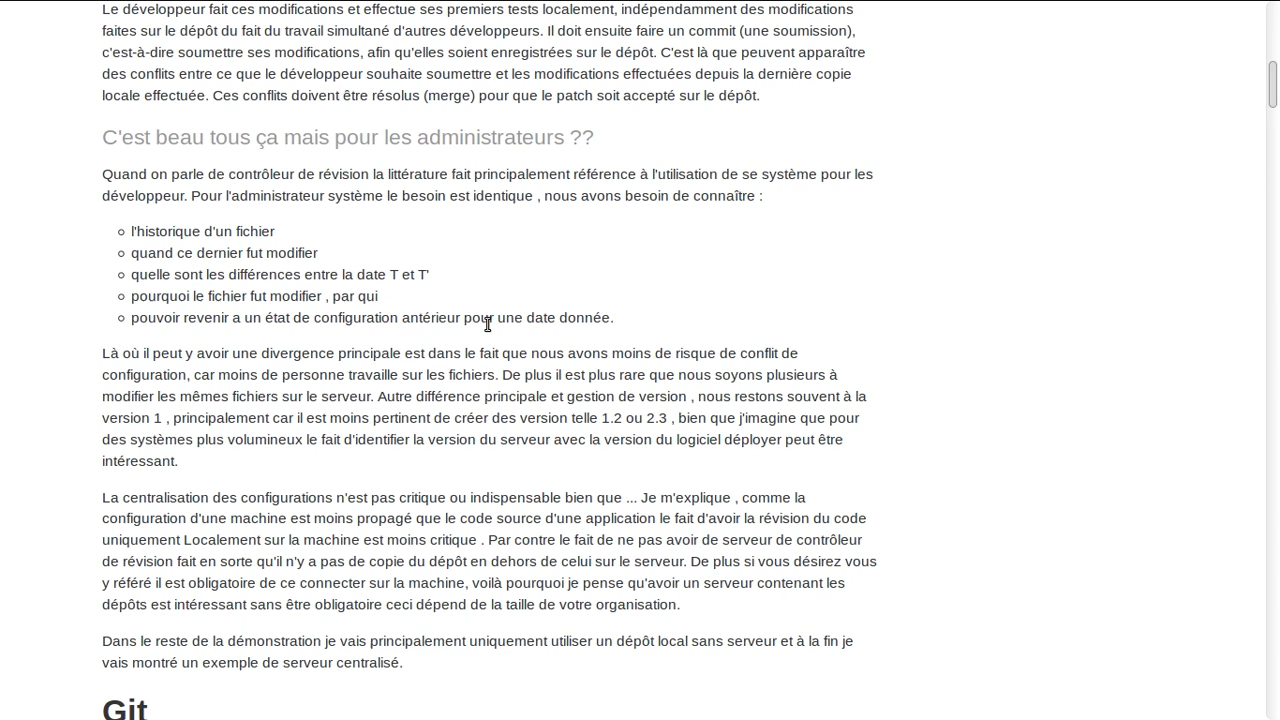 Le développeur fait ces modifications et effectue ses premiers tests localement, indépendamment des modifications
faites sur le dépôt du fait du travail simultané d'autres développeurs. Il doit ensuite faire un commit (une soumission),
c'est-à-dire soumettre ses modifications, afin qu'elles soient enregistrées sur le dépôt. C'est là que peuvent apparaître
des conflits entre ce que le développeur souhaite soumettre et les modifications effectuées depuis la dernière copie
locale effectuée. Ces conflits doivent être résolus (merge) pour que le patch soit accepté sur le dépôt.
C'est beau tous ça mais pour les administrateurs ??
Quand on parle de contrôleur de révision la littérature fait principalement référence à l'utilisation de se système pour les
développeur. Pour l'administrateur système le besoin est identique , nous avons besoin de connaître :
l'historique d'un fichier
quand ce dernier fut modifier
quelle sont les différences entre la date T et T'
pourquoi le fichier fut modifier , par qui
pouvoir revenir a un état de configuration antérieur pour une date donnée.
Là où il peut y avoir une divergence principale est dans le fait que nous avons moins de risque de conflit de
configuration, car moins de personne travaille sur les fichiers. De plus il est plus rare que nous soyons plusieurs à
modifier les mêmes fichiers sur le serveur. Autre différence principale et gestion de version , nous restons souvent à la
version 1 , principalement car il est moins pertinent de créer des version telle 1.2 ou 2.3 , bien que j'imagine que pour
des systèmes plus volumineux le fait d'identifier la version du serveur avec la version du logiciel déployer peut être
intéressant.
La centralisation des configurations n'est pas critique ou indispensable bien que ... Je m'explique , comme la
configuration d'une machine est moins propagé que le code source d'une application le fait d'avoir la révision du code
uniquement Localement sur la machine est moins critique . Par contre le fait de ne pas avoir de serveur de contrôleur
de révision fait en sorte qu'il n'y a pas de copie du dépôt en dehors de celui sur le serveur. De plus si vous désirez vous
y référé il est obligatoire de ce connecter sur la machine, voilà pourquoi je pense qu'avoir un serveur contenant les
dépôts est intéressant sans être obligatoire ceci dépend de la taille de votre organisation.
Dans le reste de la démonstration je vais principalement uniquement utiliser un dépôt local sans serveur et à la fin je
vais montré un exemple de serveur centralisé.
Git